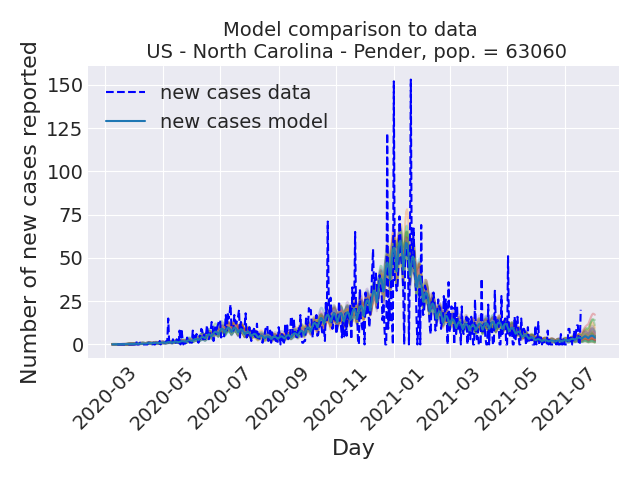 Model comparison to data
US - North Carolina - Pender, pop. = 63060
Number of new cases reported
150
125
100
75
50
25
0
new cases data
new cases model
2020-03
2020-05
2020-07
2020-09
2020-11
2021-01
2021-03
2021-05
2021-07
Day